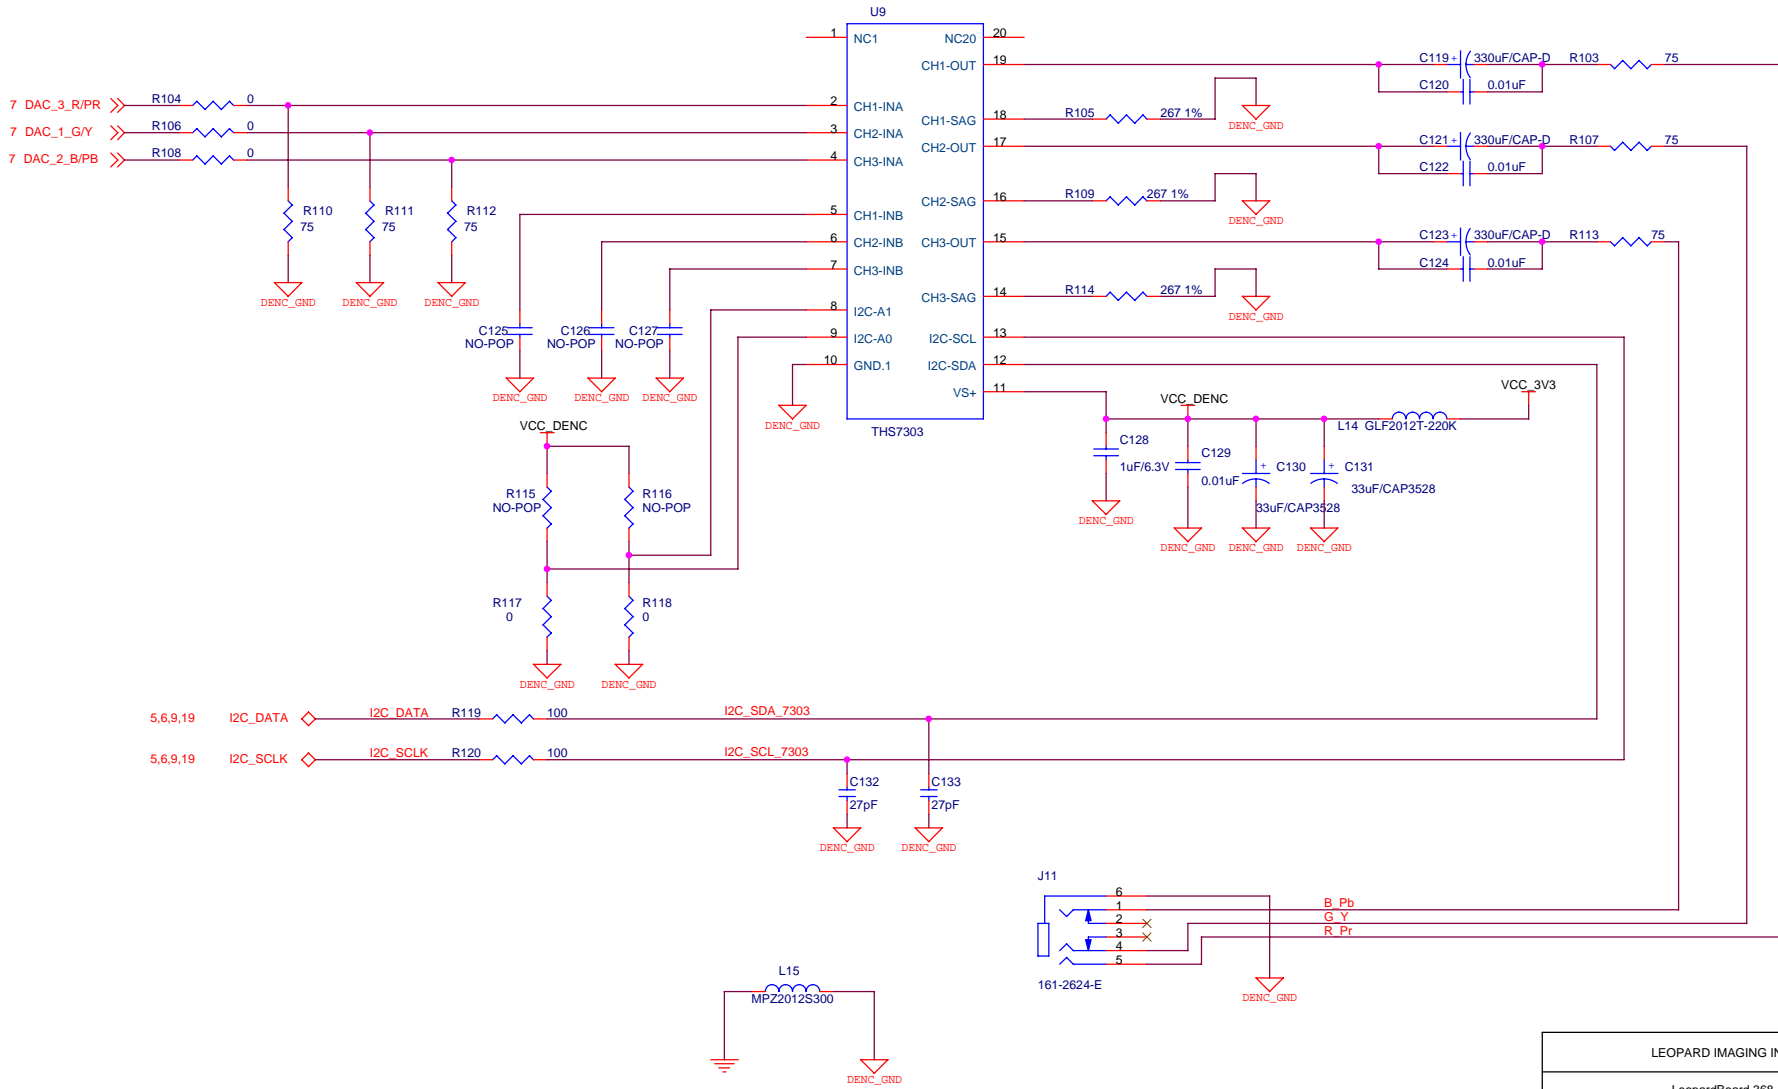 U9
1 NC1 NC20 20
CH1-OUT 19
C119 + 330uF/CAP-D R103 75
C120 0.01uF
7 DAC_3_R/PR R104 0
2 CH1-INA
7 DAC_1_G/Y R106 0
3 CH2-INA
7 DAC_2_B/PB R108 0
4 CH3-INA
CH1-SAG 18 R105 267 1%
DENC_GND
CH2-OUT 17
C121 + 330uF/CAP-D R107 75
C122 0.01uF
CH2-SAG 16 R109 267 1%
DENC_GND
R110 75
R111 75
R112 75
DENC_GND DENC_GND DENC_GND
5 CH1-INB
6 CH2-INB
7 CH3-INB
CH3-OUT 15
C123 + 330uF/CAP-D R113 75
C124 0.01uF
CH3-SAG 14 R114 267 1%
DENC_GND
8 I2C-A1
9 I2C-A0
10 GND.1
I2C-SCL 13
I2C-SDA 12
VS+ 11
THS7303
C125 NO-POP
C126 NO-POP
C127 NO-POP
DENC_GND DENC_GND DENC_GND
DENC_GND
VCC_DENC
VCC_3V3
L14 GLF2012T-220K
C128 1uF/6.3V
C129 0.01uF
+ C130 33uF/CAP3528
+ C131 33uF/CAP3528
DENC_GND
DENC_GND DENC_GND DENC_GND
VCC_DENC
R115 NO-POP
R116 NO-POP
R117 0
R118 0
DENC_GND DENC_GND
5,6,9,19 I2C_DATA I2C_DATA R119 100 I2C_SDA_7303
5,6,9,19 I2C_SCLK I2C_SCLK R120 100 I2C_SCL_7303
C132 27pF
C133 27pF
DENC_GND DENC_GND
J11
6
1 B_Pb
2 G_Y
3 R_Pr
4
5
161-2624-E
DENC_GND
L15
MPZ2012S300
DENC_GND
LEOPARD IMAGING IN
LeopardBoard 368